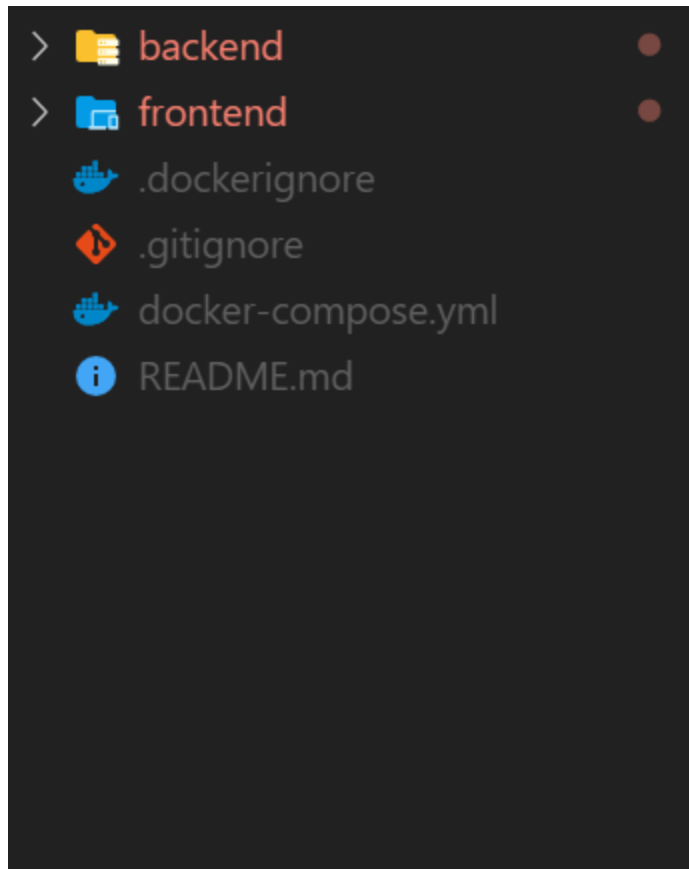 backend
frontend
.dockerignore
.gitignore
docker-compose.yml
README.md